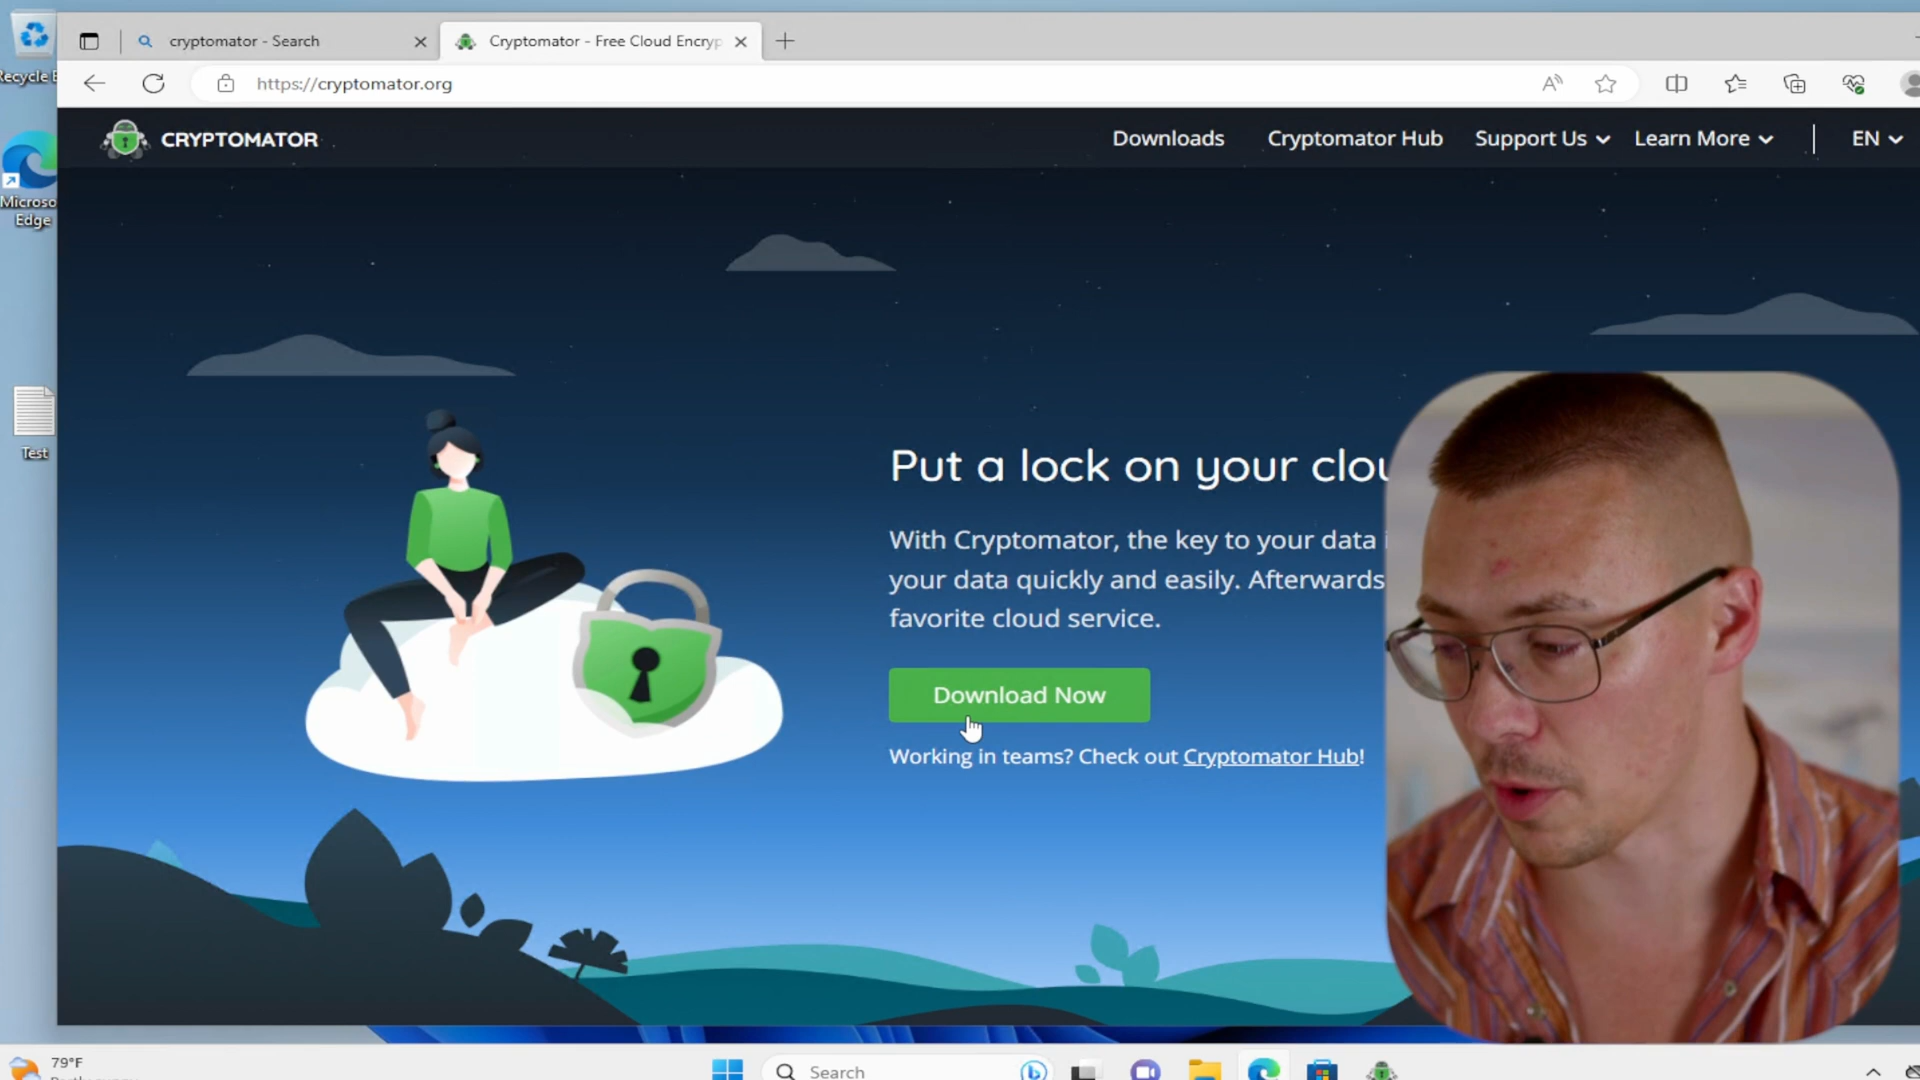 Recycle
cryptomator - Search
Cryptomator - Free Cloud Encryp
https://cryptomator.org
CRYPTOMATOR
Downloads
Cryptomator Hub
Support Us
Learn More
EN
Microso
Edge
Test
Put a lock on your clou
With Cryptomator, the key to your data
your data quickly and easily. Afterwards
favorite cloud service.
Download Now
Working in teams? Check out Cryptomator Hub!
79°F
Search